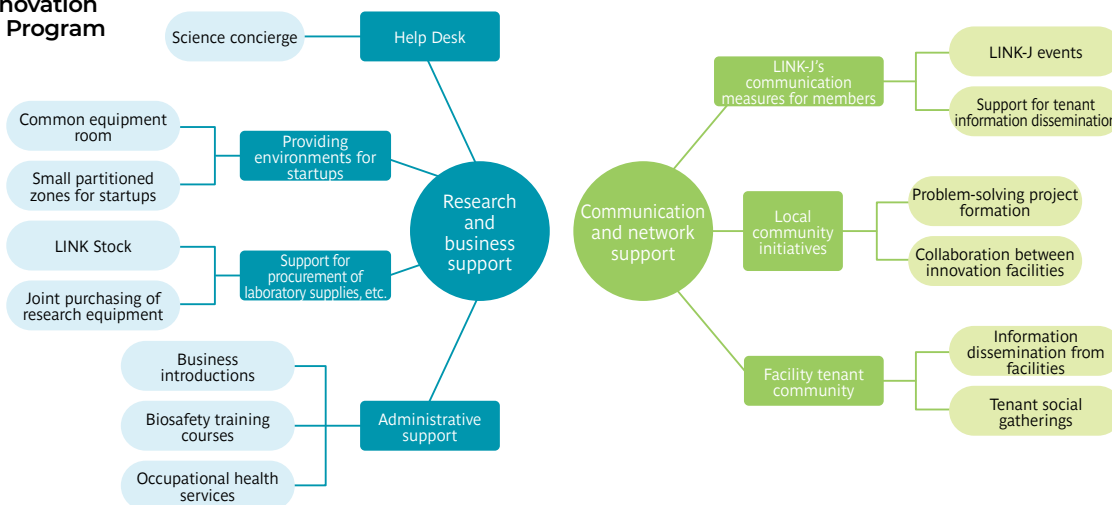 Program
Science concierge
Help Desk
Common equipment
room
Small partitioned
zones for startups
Providing
environments for
startups
LINK Stock
Joint purchasing of
research equipment
Support for
procurement of
laboratory supplies, etc.
Business
introductions
Biosafety training
courses
Occupational health
services
Administrative
support
Research
and
business
support
Communication
and network
support
LINK-J's
communication
measures for members
LINK-J events
Support for tenant
information dissemination
Local
community
initiatives
Problem-solving project
formation
Collaboration between
innovation facilities
Facility tenant
community
Information
dissemination from
facilities
Tenant social
gatherings